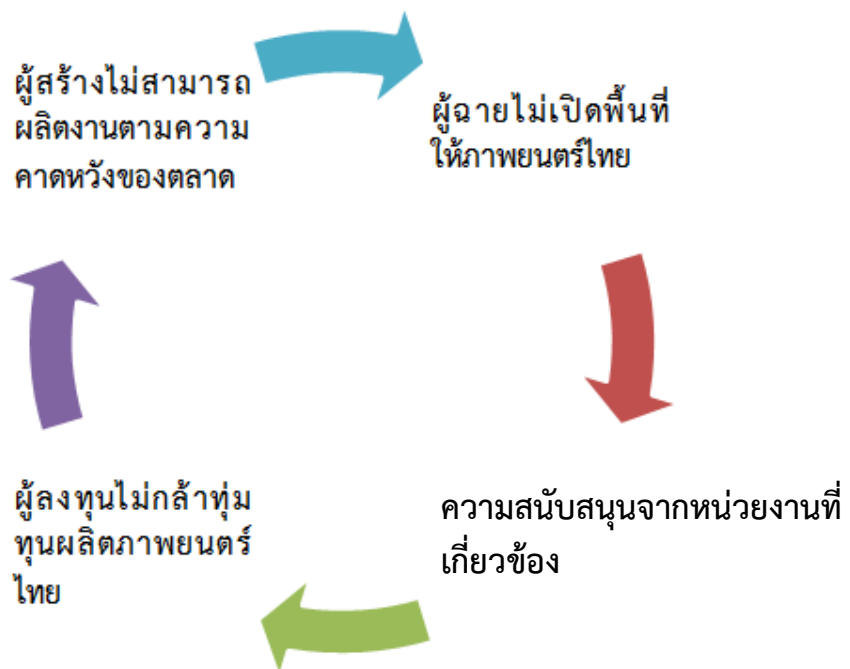 ผู้สร้างไม่สามารถ
ผลิตงานตามความ
คาดหวังของตลาด
ผู้ฉายไม่เปิดพื้นที่
ให้ภาพยนตร์ไทย
ความสนับสนุนจากหน่วยงานที่
เกี่ยวข้อง
ผู้ลงทุนไม่กล้าทุ่ม
ทุนผลิตภาพยนตร์
ไทย